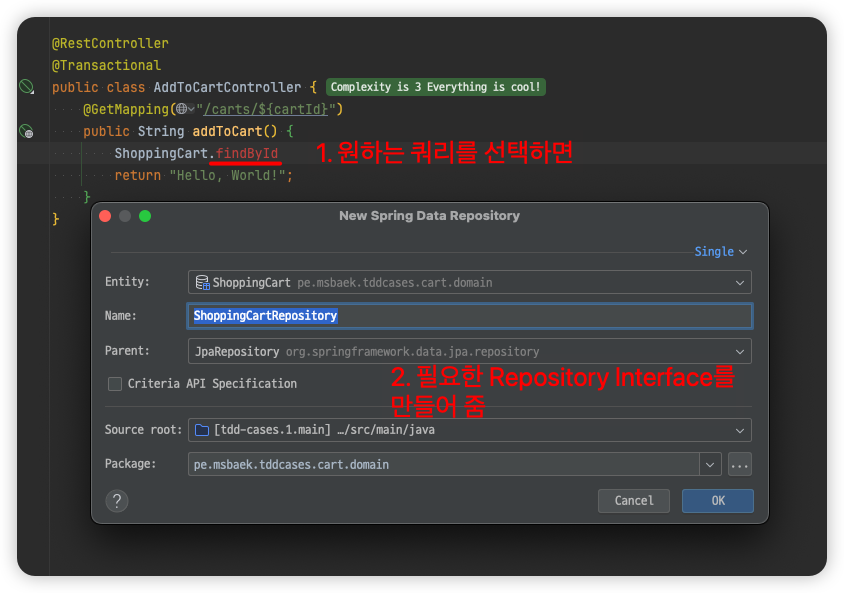 @RestController
@Transactional
public class AddToCartController { Complexity is 3 Everything is cool!
@GetMapping("/carts/${cartId}")
public String addToCart() {
ShoppingCart.findById 1. 원하는 쿼리를 선택하면
return "Hello, World!";
}
}
New Spring Data Repository
Single
Entity: ShoppingCart pe.msbaek.tddcases.cart.domain
Name: ShoppingCartRepository
Parent: JpaRepository org.springframework.data.jpa.repository
Criteria API Specification
2. 필요한 Repository Interface를
만들어 줌
Source root: [tdd-cases.1.main] …/src/main/java
Package: pe.msbaek.tddcases.cart.domain ...
? Cancel OK